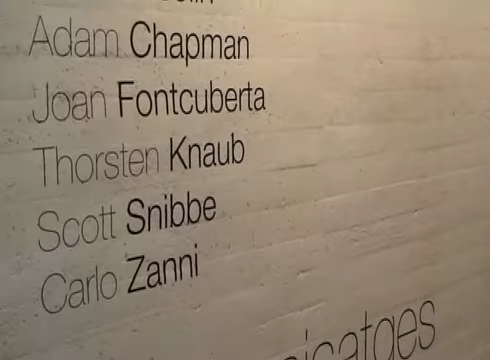 Adam Chapman
Joan Fontcuberta
Thorsten Knaub
Scott Snibbe
Carlo Zanni